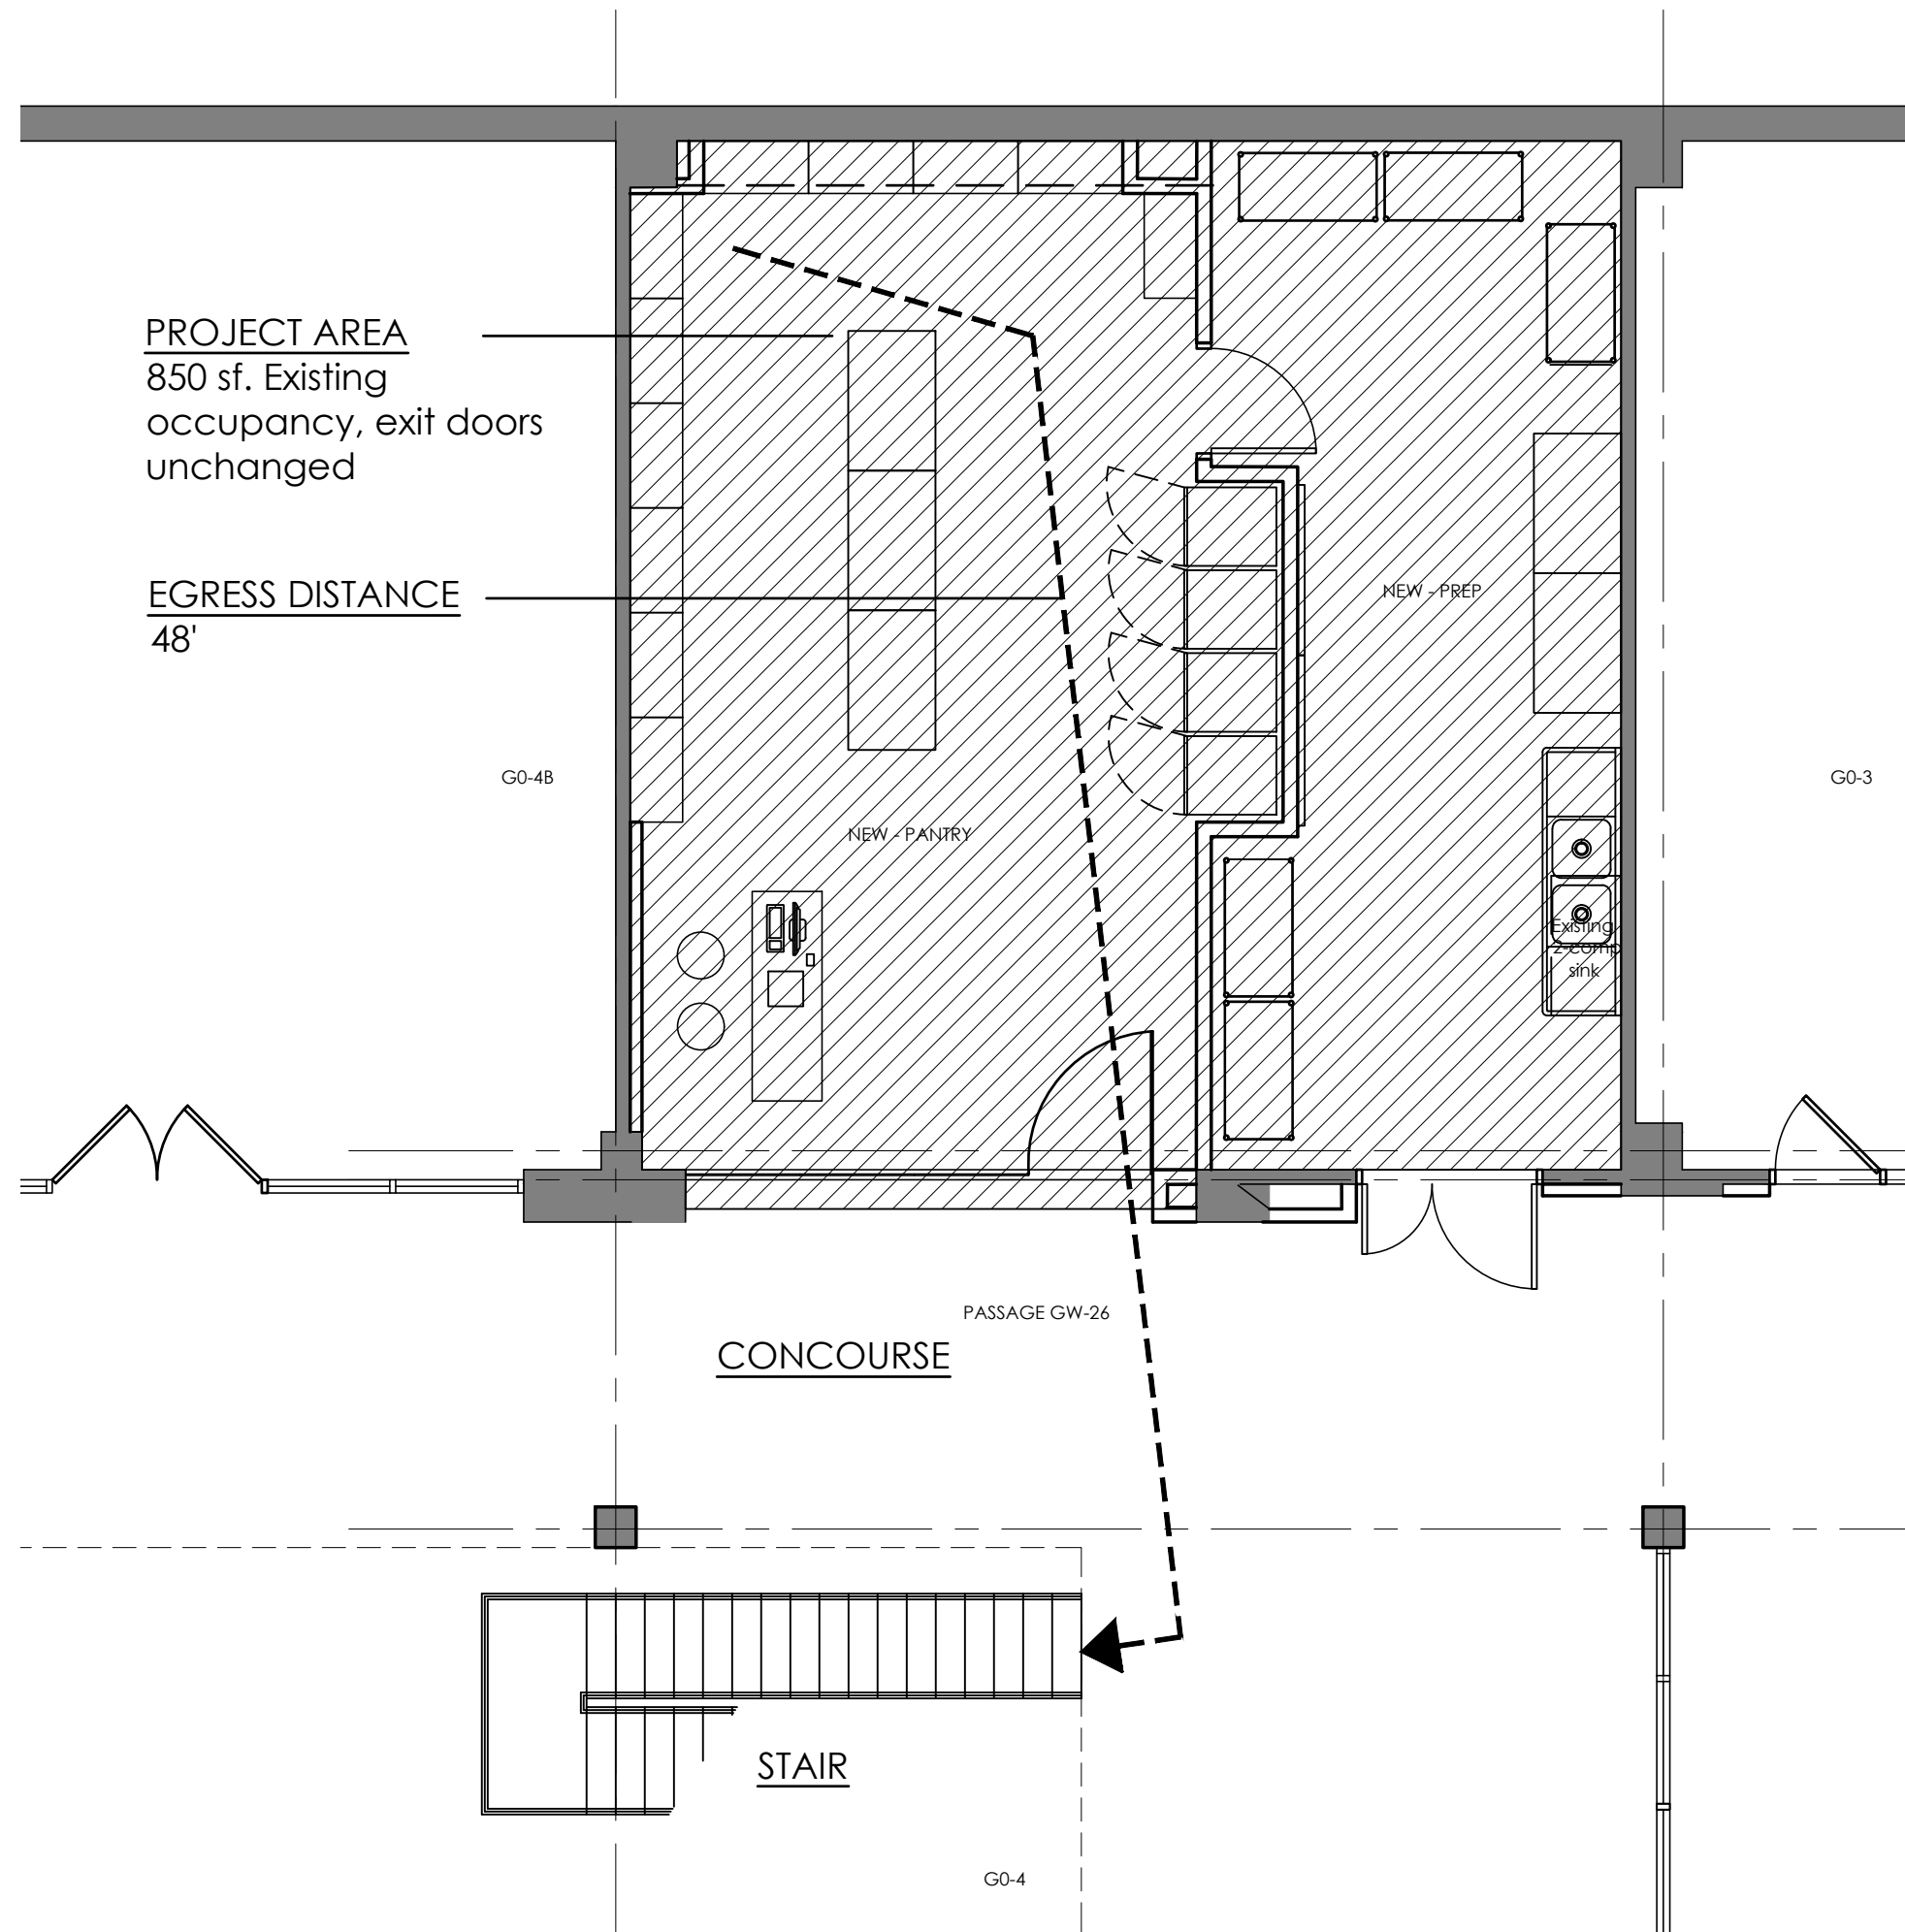 PROJECT AREA
850 sf. Existing
occupancy, exit doors
unchanged
EGRESS DISTANCE
48'
NEW - PREP
G0-4B
G0-3
NEW - PANTRY
Existing
2-comp
sink
PASSAGE GW-26
CONCOURSE
STAIR
G0-4